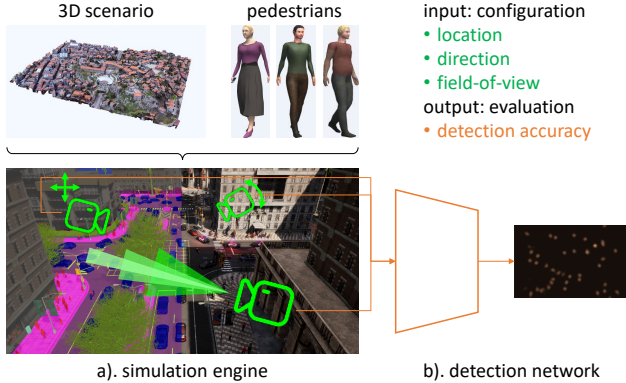 3D scenario
pedestrians
input: configuration
• location
• direction
• field-of-view
output: evaluation
• detection accuracy
a). simulation engine
b). detection network